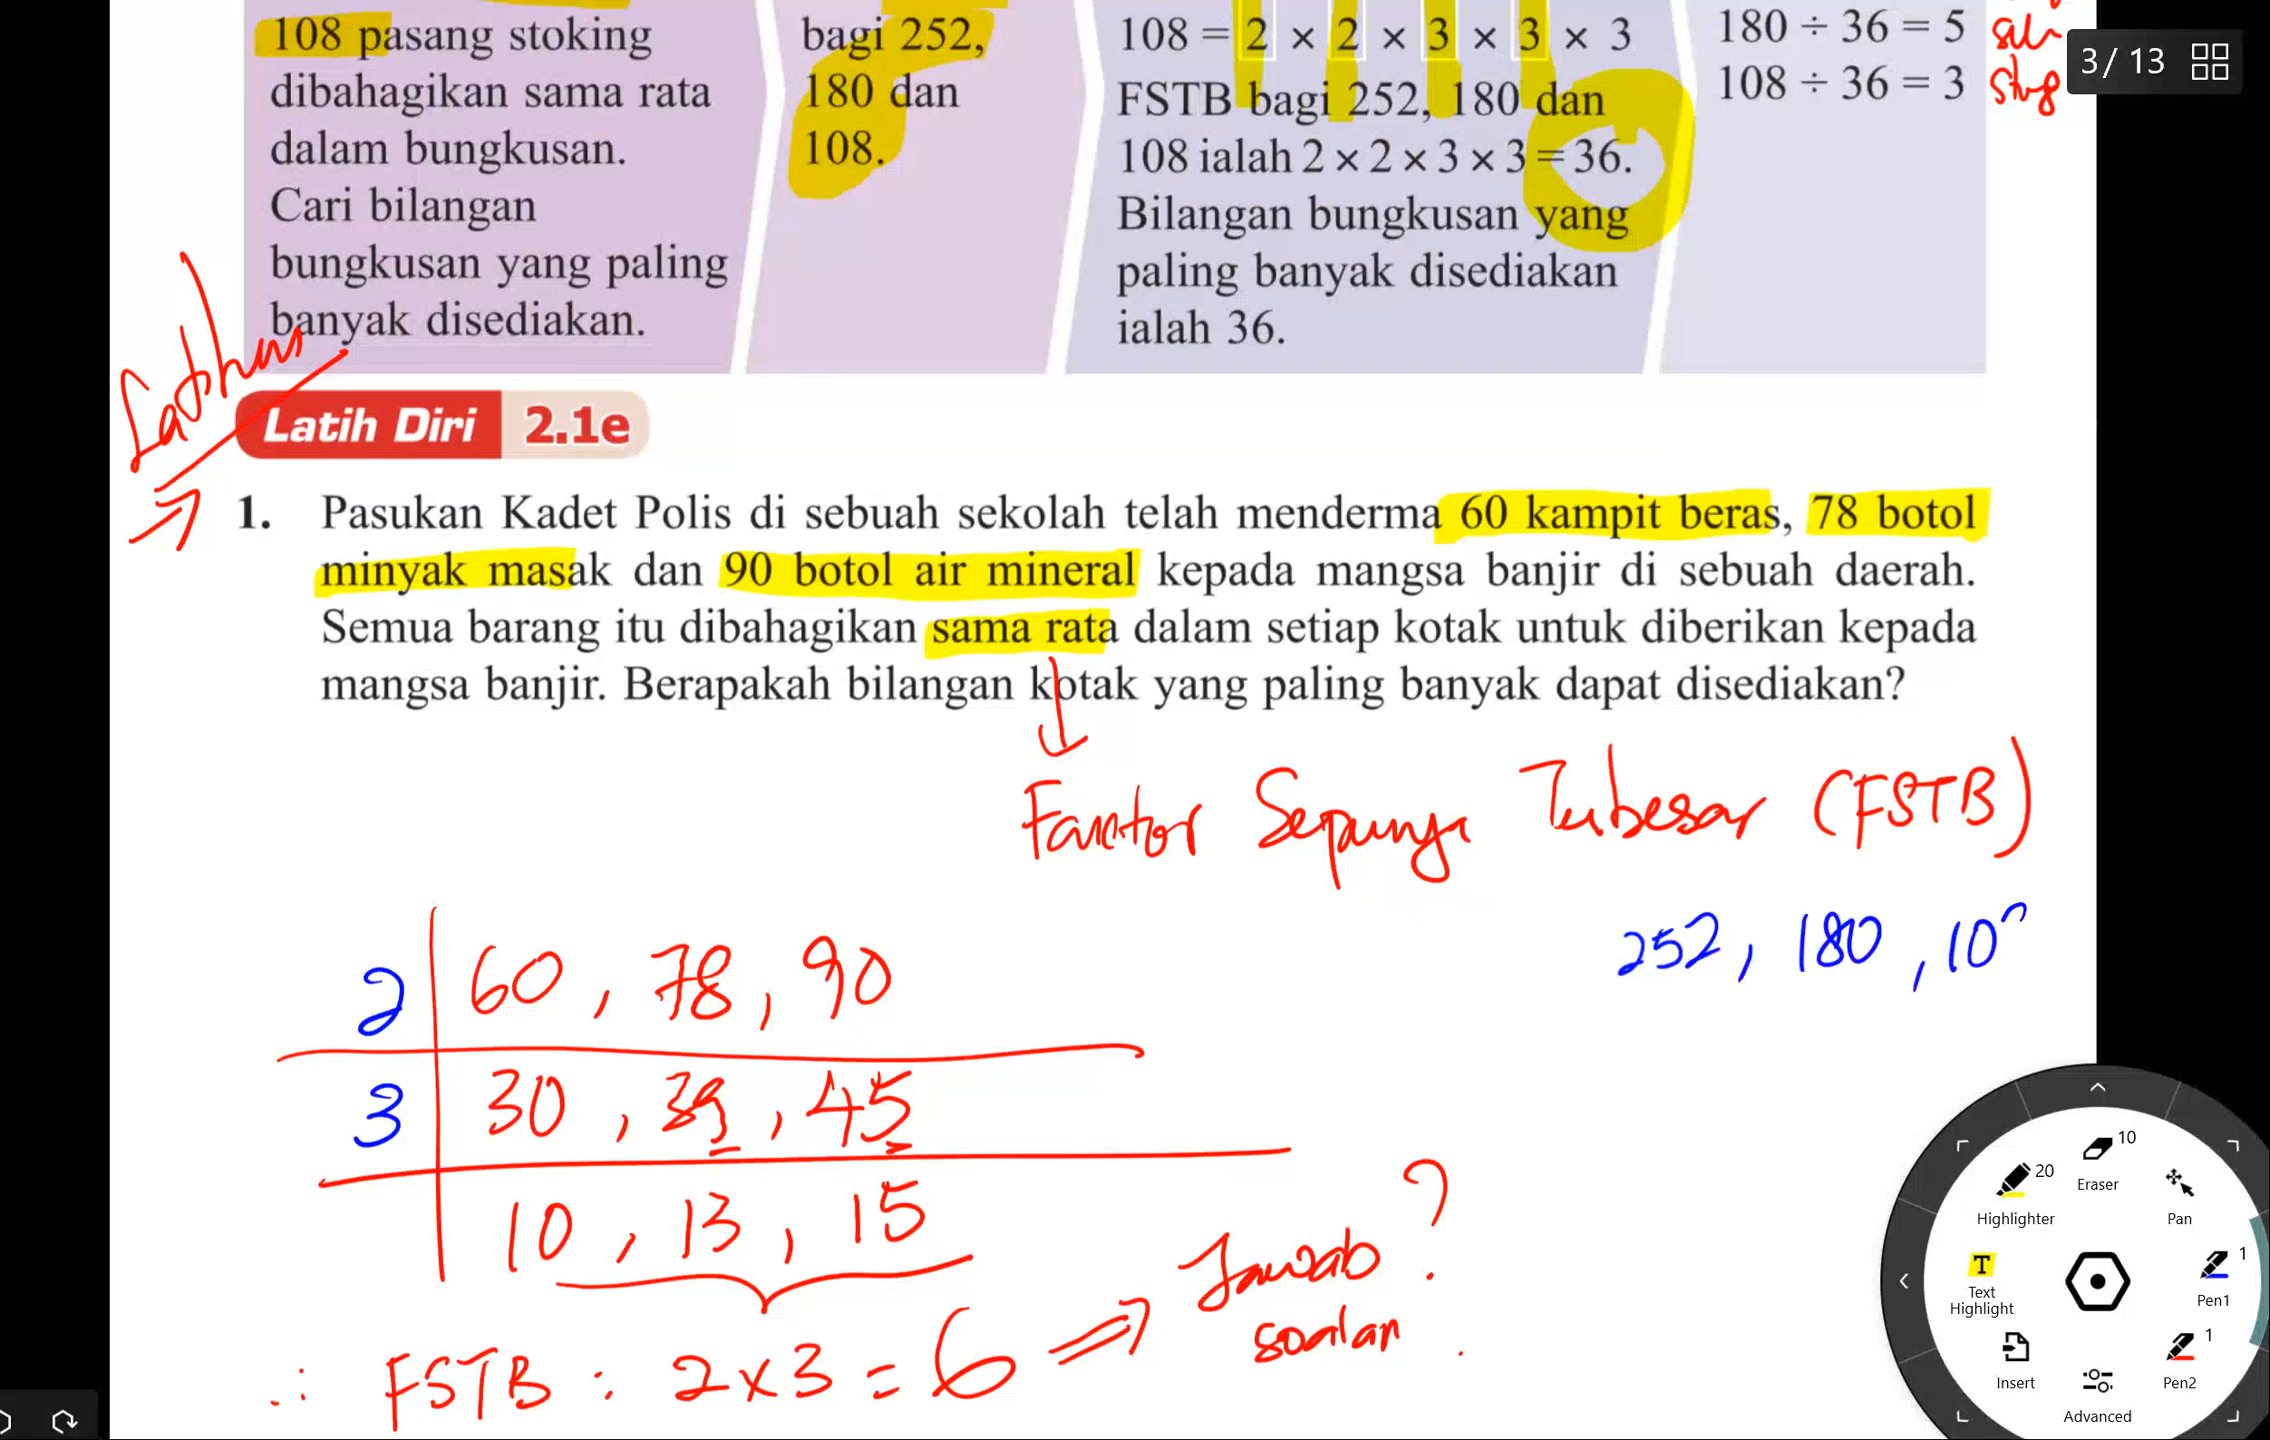 108 pasang stoking
dibahagikan sama rata
dalam bungkusan.
Cari bilangan
bungkusan yang paling
banyak disediakan.
bagi 252,
180 dan
108.
108 = 2 × 2 × 3 × 3 × 3
FSTB bagi 252, 180 dan
108 ialah 2 × 2 × 3 × 3 = 36.
Bilangan bungkusan yang
paling banyak disediakan
ialah 36.
180 ÷ 36 = 5
108 ÷ 36 = 3
3/ 13
Latih Diri 2.1e
1. Pasukan Kadet Polis di sebuah sekolah telah menderma 60 kampit beras, 78 botol
minyak masak dan 90 botol air mineral kepada mangsa banjir di sebuah daerah.
Semua barang itu dibahagikan sama rata dalam setiap kotak untuk diberikan kepada
mangsa banjir. Berapakah bilangan kotak yang paling banyak dapat disediakan?
Sepunya (FSTB)
252, 180, 10
2 60, 78, 90
3 30, 39, 45
10, 13, 15
∴ FSTB : 2 × 3 = 6 ⇒ Jawab ?
soalan.
Eraser 10
Highlighter 20
Pan
Text
Highlight
Pen1 1
Insert
Pen2 1
Advanced